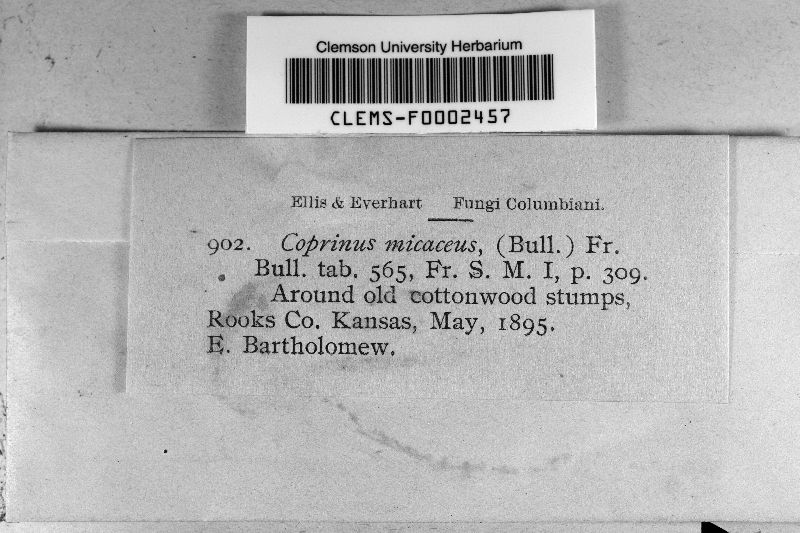 Clemson University Herbarium
CLEMS-F0002457
Ellis & Everhart Fungi Columbiani.
902. Coprinus micaceus, (Bull.) Fr.
Bull. tab. 565, Fr. S. M. I, p. 309.
Around old cottonwood stumps,
Rooks Co. Kansas, May, 1895.
E. Bartholomew.